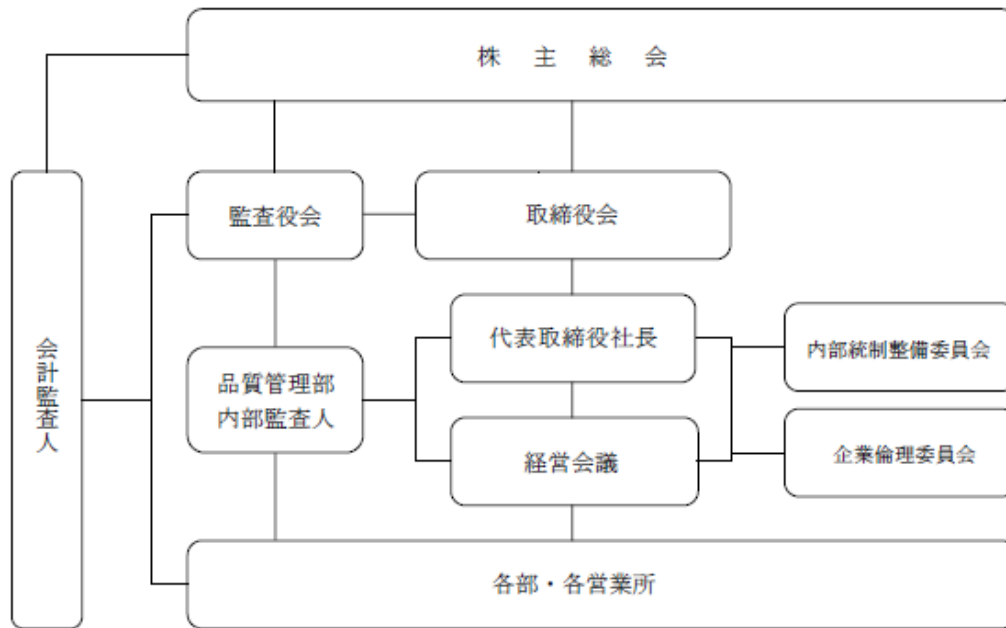 株 主 総 会
監査役会
取締役会
代表取締役社長
内部統制整備委員会
会計監査人
品質管理部
内部監査人
経営会議
企業倫理委員会
各部・各営業所